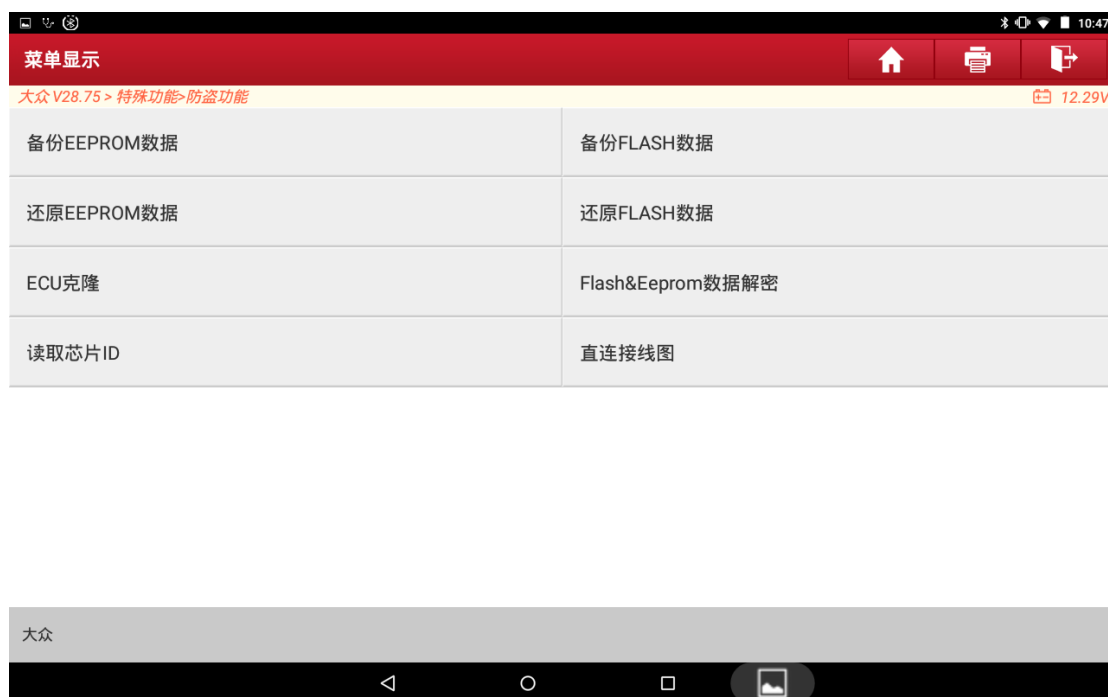 10:47
菜单显示
大众 V28.75 > 特殊功能>防盗功能 12.29V
备份EEPROM数据 备份FLASH数据
还原EEPROM数据 还原FLASH数据
ECU克隆 Flash&Eeprom数据解密
读取芯片ID 直连接线图
大众